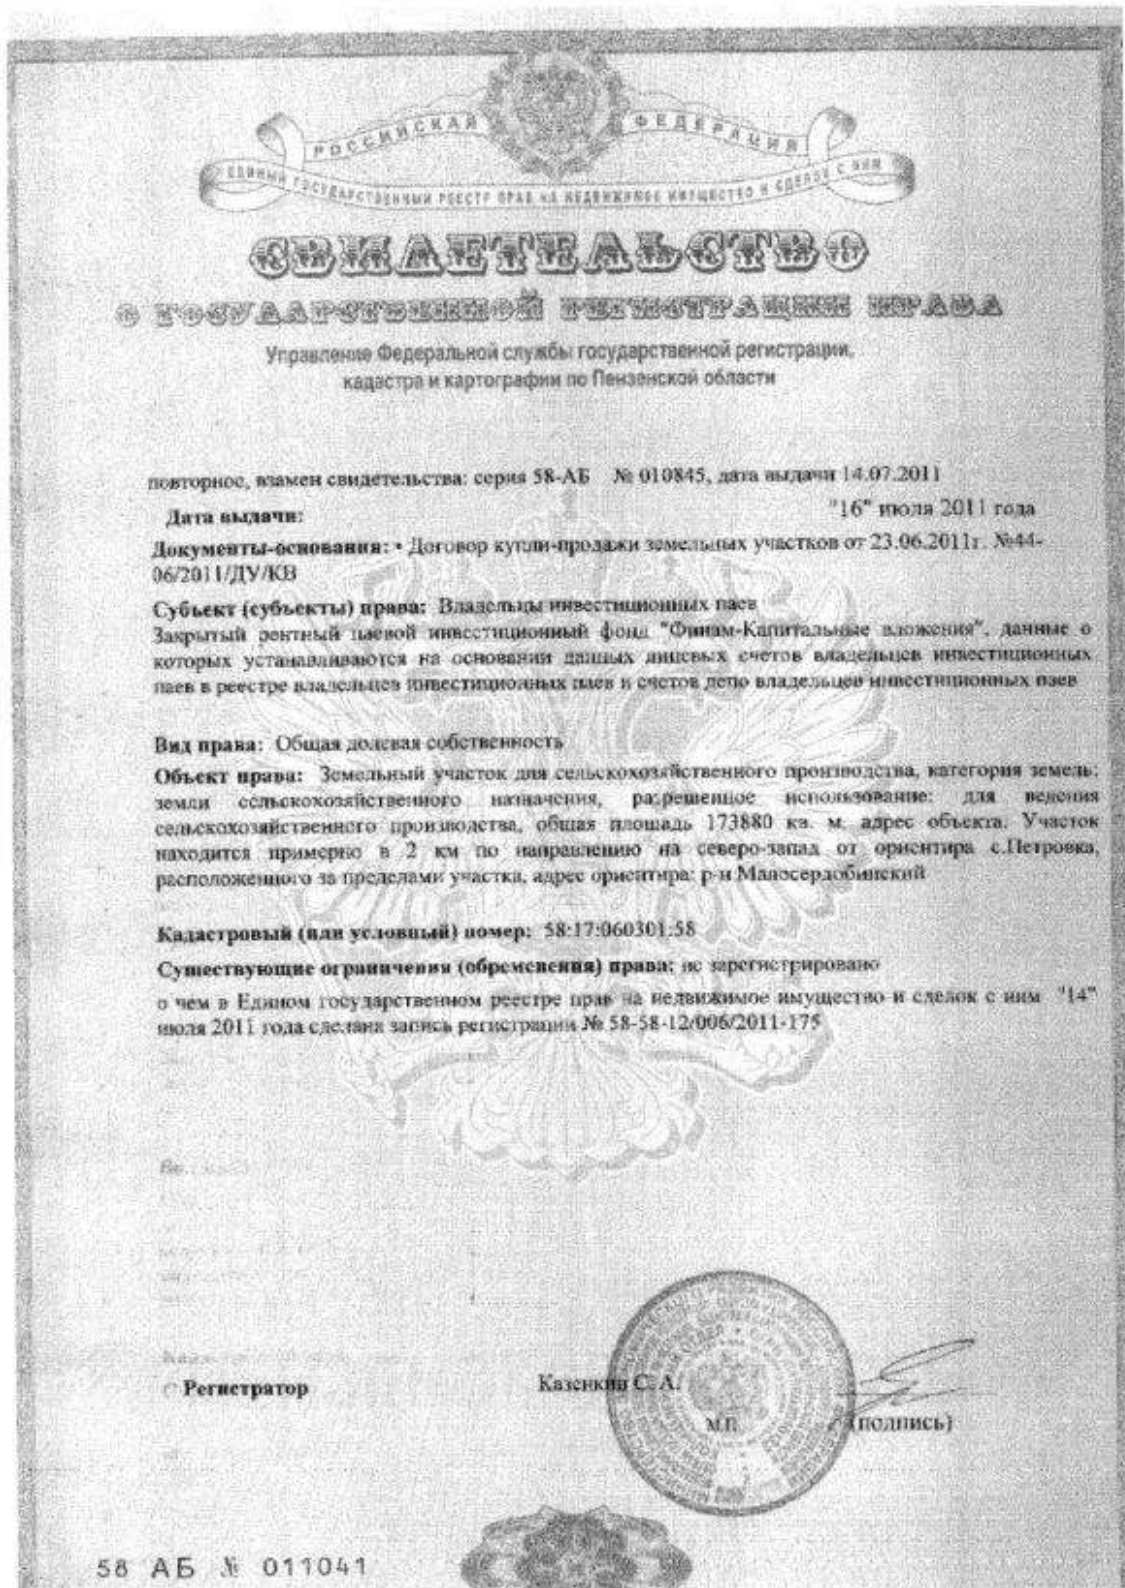 РОССИЙСКАЯ ФЕДЕРАЦИЯ
ЕДИНЫЙ ГОСУДАРСТВЕННЫЙ РЕЕСТР ПРАВ НА НЕДВИЖИМОЕ ИМУЩЕСТВО И СДЕЛОК С НИМ
СВИДЕТЕЛЬСТВО
О ГОСУДАРСТВЕННОЙ РЕГИСТРАЦИИ ПРАВА
Управление Федеральной службы государственной регистрации,
кадастра и картографии по Пензенской области
повторное, взамен свидетельства: серия 58-АБ № 010845, дата выдачи 14.07.2011
Дата выдачи: "16" июля 2011 года
Документы-основания: • Договор купли-продажи земельных участков от 23.06.2011г. №44-
06/2011/ДУ/КВ
Субъект (субъекты) права: Владельцы инвестиционных паев
Закрытый рентный паевой инвестиционный фонд "Финам-Капитальные вложения", данные о
которых устанавливаются на основании данных лицевых счетов владельцев инвестиционных
паев в реестре владельцев инвестиционных паев и счетов депо владельцев инвестиционных паев
Вид права: Общая долевая собственность
Объект права: Земельный участок для сельскохозяйственного производства, категория земель:
земли сельскохозяйственного назначения, разрешенное использование: для ведения
сельскохозяйственного производства, общая площадь 173880 кв. м, адрес объекта: Участок
находится примерно в 2 км по направлению на северо-запад от ориентира с.Петровка,
расположенного за пределами участка, адрес ориентира: р-н Малосердобинский
Кадастровый (или условный) номер: 58:17:060301:58
Существующие ограничения (обременения) права: не зарегистрировано
о чем в Едином государственном реестре прав на недвижимое имущество и сделок с ним "14"
июля 2011 года сделана запись регистрации № 58-58-12/006/2011-175
Регистратор Казенкин С. А.
М.П. (подпись)
58 АБ № 011041